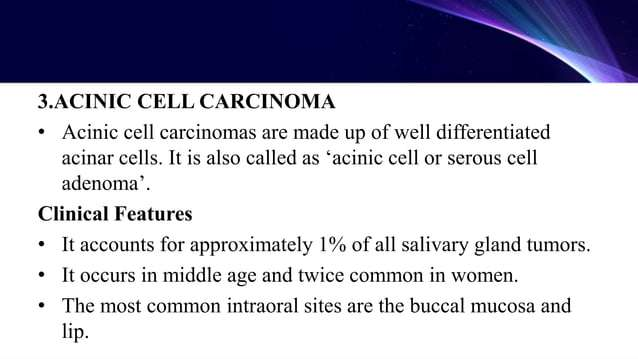 3.ACINIC CELL CARCINOMA
• Acinic cell carcinomas are made up of well differentiated
acinar cells. It is also called as ‘acinic cell or serous cell
adenoma’.
Clinical Features
• It accounts for approximately 1% of all salivary gland tumors.
• It occurs in middle age and twice common in women.
• The most common intraoral sites are the buccal mucosa and
lip.